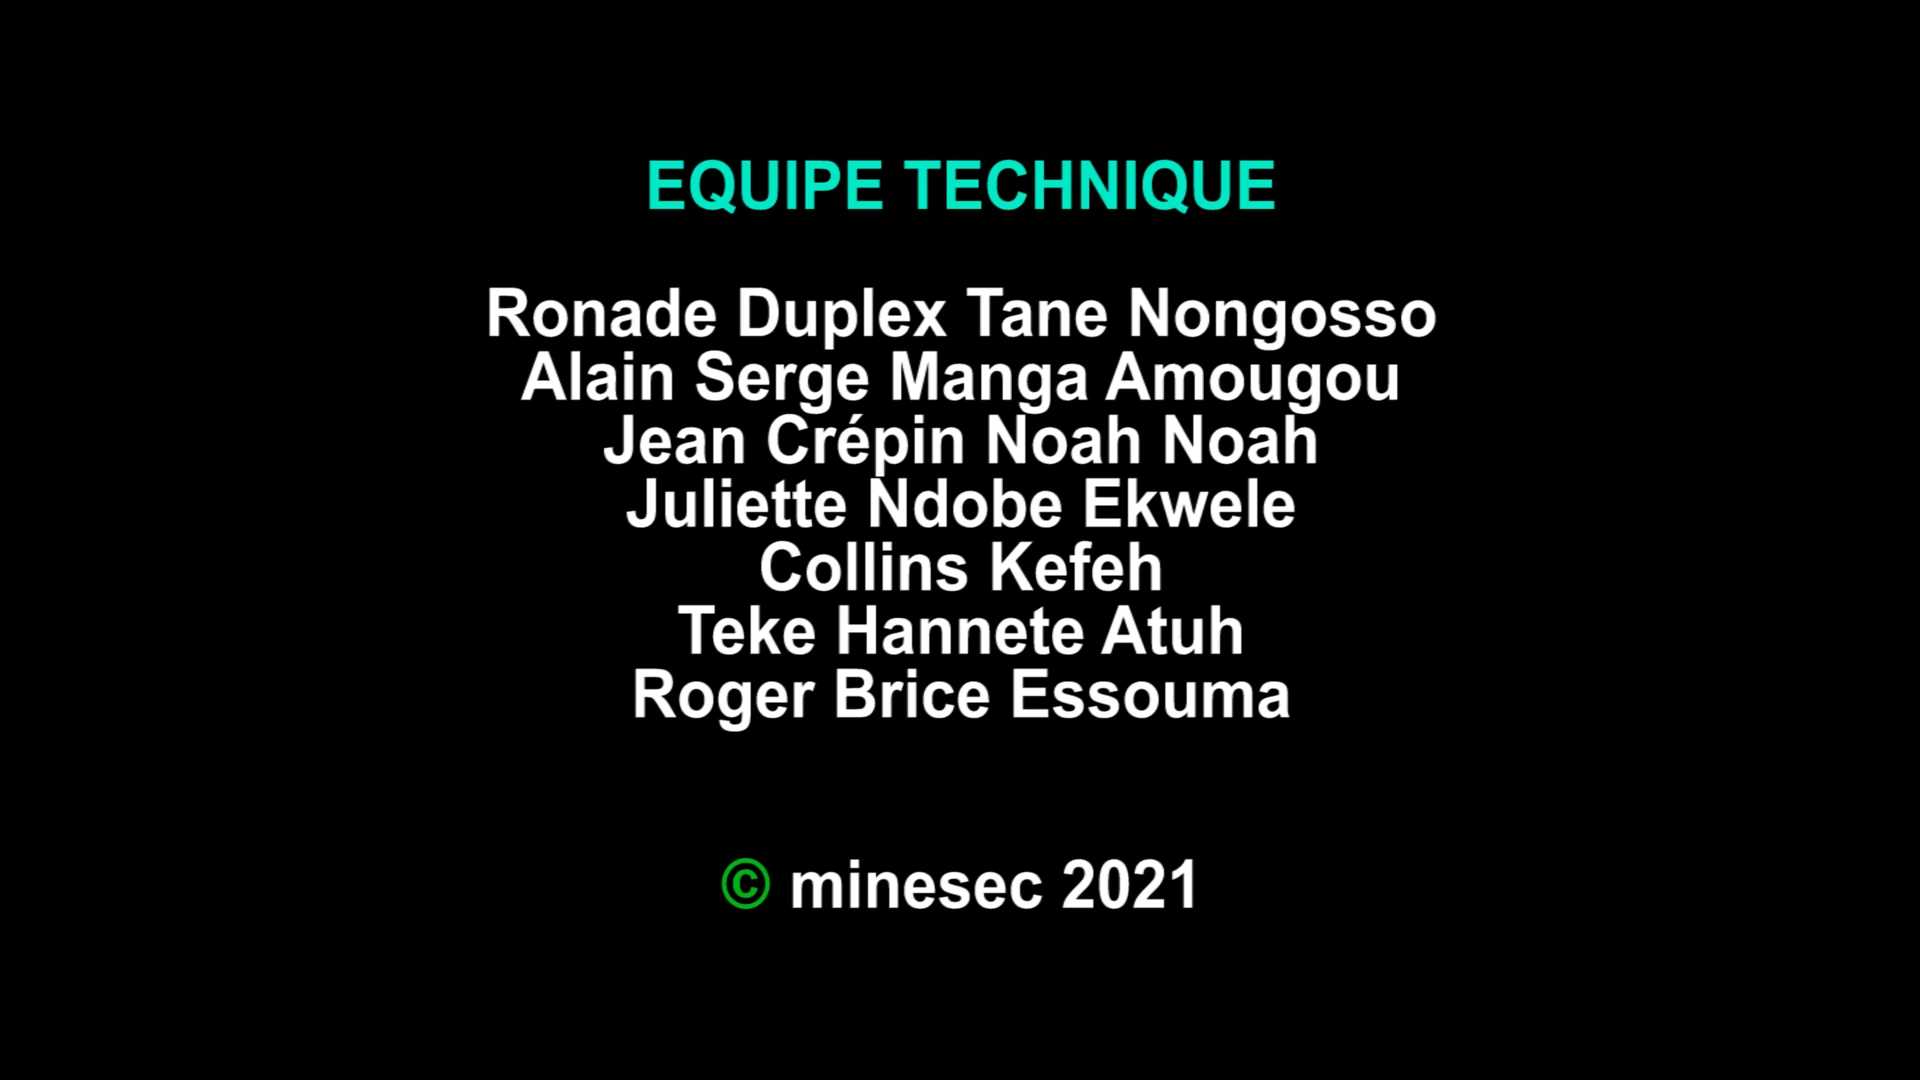 EQUIPE TECHNIQUE
Ronade Duplex Tane Nongosso
Alain Serge Manga Amougou
Jean Crépin Noah Noah
Juliette Ndobe Ekwele
Collins Kefeh
Teke Hannete Atuh
Roger Brice Essouma
© minesec 2021